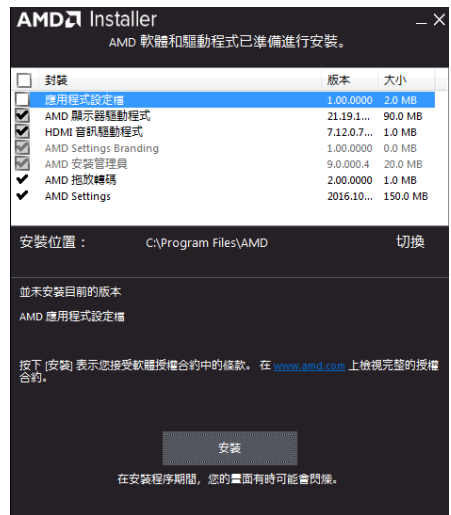 AMD Installer
AMD 軟體和驅動程式已準備進行安裝。
封裝 版本 大小
應用程式設定檔 1.00.0000 2.0 MB
AMD 顯示器驅動程式 21.19.1... 90.0 MB
HDMI 音訊驅動程式 7.12.0.7... 1.0 MB
AMD Settings Branding 1.00.0000 0.0 MB
AMD 安裝管理員 9.0.000.4 20.0 MB
AMD 拖放轉碼 2.00.0000 1.0 MB
AMD Settings 2016.10... 150.0 MB
安裝位置： C:\Program Files\AMD 切換
並未安裝目前的版本
AMD 應用程式設定檔
按下 [安裝] 表示您接受軟體授權合約中的條款。 在 www.amd.com 上檢視完整的授權
合約。
安裝
在安裝程序期間，您的畫面有時可能會閃爍。